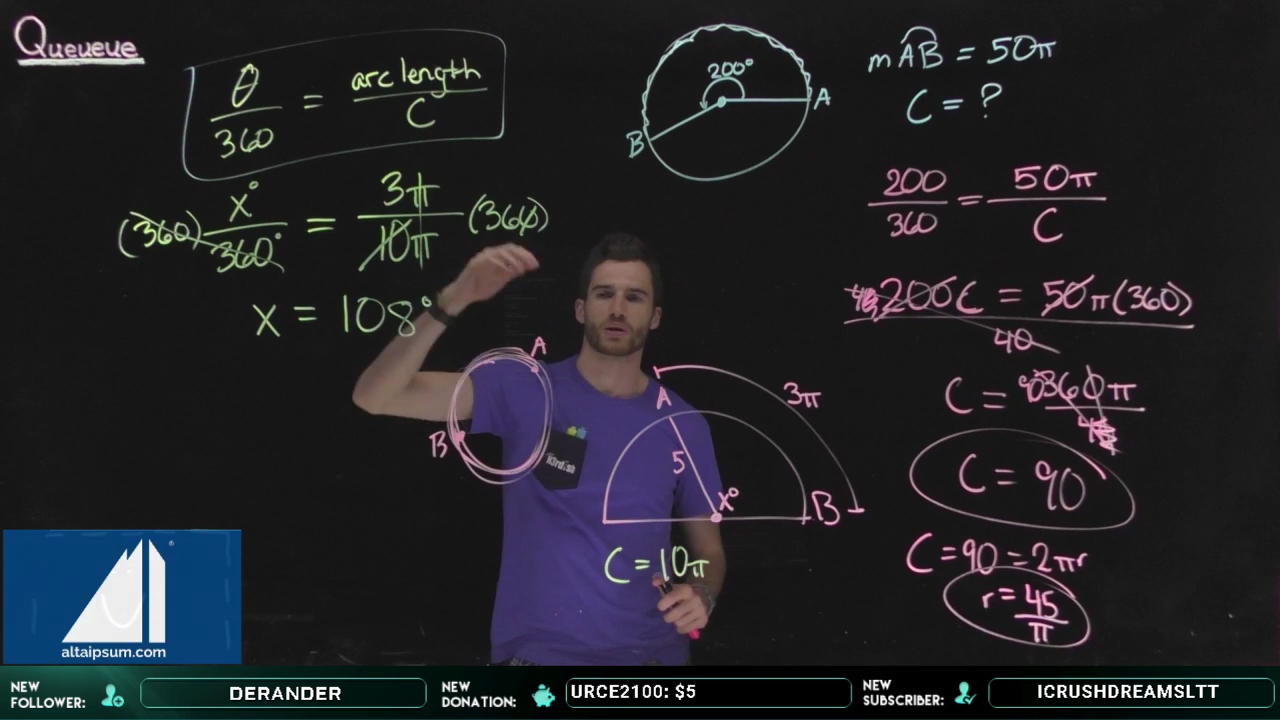 Queueue
θ/360 = arc length/C
(360) x°/360° = 3π/10π (360)
x = 108°
200°
A
B
mAB = 50π
C = ?
200/360 = 50π/C
200C = 50π(360)
40
C = 360π
C = 90
C = 90 = 2πr
r = 45/π
A
B
A
3π
5
x°
B
C = 10π
altaipsum.com
NEW FOLLOWER:
DERANDER
NEW DONATION:
URCE2100: $5
NEW SUBSCRIBER:
ICRUSHDREAMSLTT